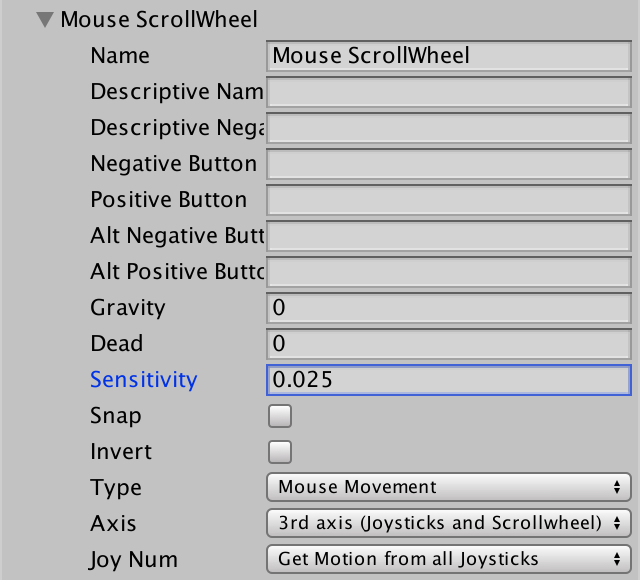 Mouse ScrollWheel
Name Mouse ScrollWheel
Descriptive Nam
Descriptive Nega
Negative Button
Positive Button
Alt Negative Butt
Alt Positive Butto
Gravity 0
Dead 0
Sensitivity 0.025
Snap
Invert
Type Mouse Movement
Axis 3rd axis (Joysticks and Scrollwheel)
Joy Num Get Motion from all Joysticks